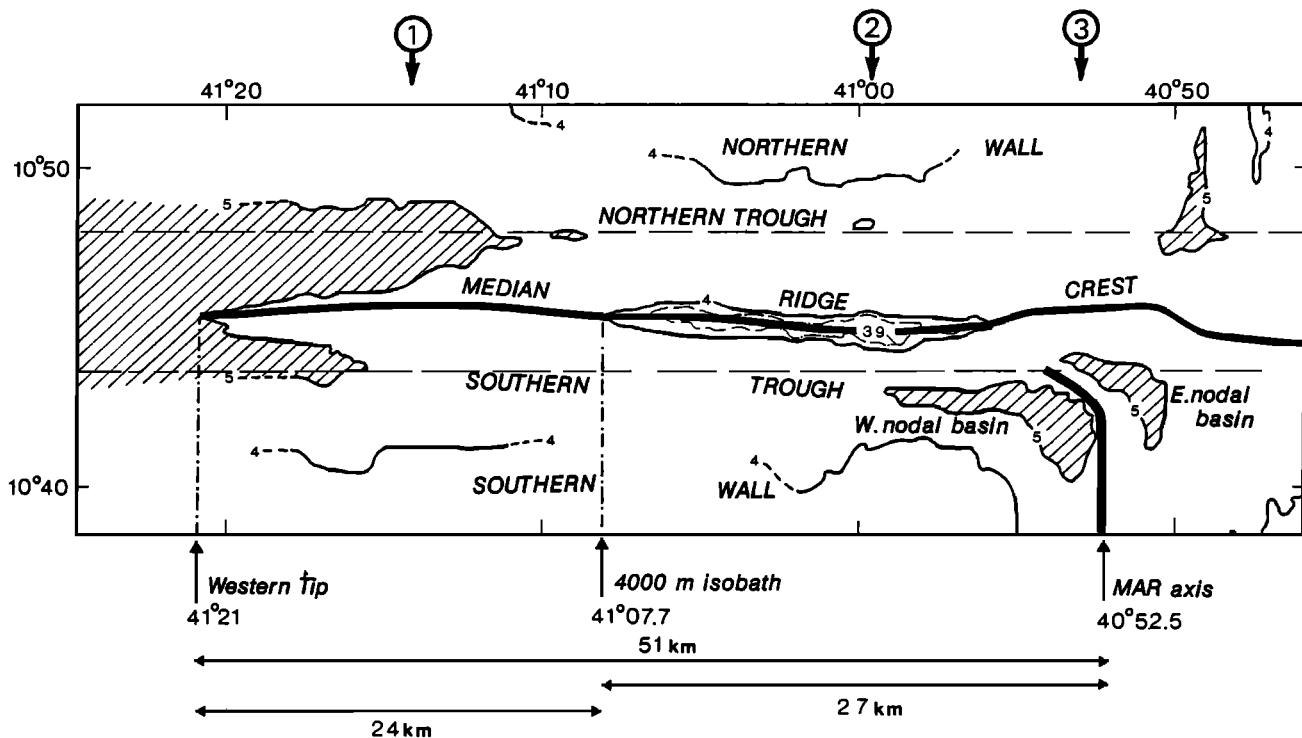 1 2 3
41°20 41°10 41°00 40°50
4 4
10°50 4 NORTHERN WALL
5 NORTHERN TROUGH 5
MEDIAN 4 RIDGE CREST
39
5 SOUTHERN TROUGH
W. nodal basin 5 5 E. nodal basin
4 4 4
10°40 SOUTHERN WALL
Western Tip 4000 m isobath MAR axis
41°21 41°07.7 40°52.5
51 km
27 km
24 km